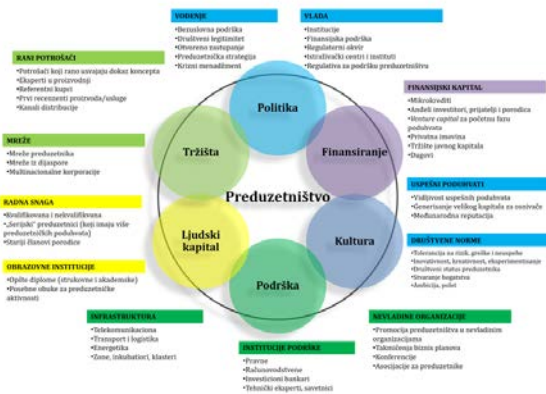 VOĐENJE
•Bezuslovna podrška
•Društveni legitimitet
•Otvoreno zastupanje
•Preduzetnička strategija
•Krizni menadžment
VLADA
•Institucije
•Finansijska podrška
•Regulatorni okvir
•Istraživački centri i instituti
•Regulativa za podršku preduzetništvu
RANI POTROŠAČI
•Potrošači koji rano usvajaju dokaz koncepta
•Eksperti u proizvodnji
•Referentni kupci
•Prvi recenzenti proizvoda/usluge
•Kanali distribucije
FINANSIJSKI KAPITAL
•Mikrokrediti
•Anđeli investitori, prijatelji i porodica
•Venture capital za početnu fazu
poduhvata
•Privatna imovina
•Tržište javnog kapitala
•Dugovi
MREŽE
•Mreže preduzetnika
•Mreže iz dijaspore
•Multinacionalne korporacije
RADNA SNAGA
•Kvalifikovana i nekvalifikovana
•„Serijski“ preduzetnici (koji imaju više
preduzetničkih poduhvata)
•Stariji članovi porodice
OBRAZOVNE INSTITUCIJE
•Opšte diplome (strukovne i akademske)
•Posebne obuke za preduzetničke
aktivnosti
USPEŠNI PODUHVATI
•Vidljivost uspešnih poduhvata
•Generisanje velikog kapitala za osnivače
•Međunarodna reputacija
DRUŠTVENE NORME
•Tolerancija na rizik, greške i neuspehe
•Inovativnost, kreativnost, eksperimentisanje
•Društveni status preduzetnika
•Stvaranje bogatstva
•Ambicija, polet
Politika
Tržišta
Finansiranje
Preduzetništvo
Ljudski
kapital
Kultura
Podrška
INFRASTRUKTURA
•Telekomunikaciona
•Transport i logistika
•Energetika
•Zone, inkubatiori, klasteri
INSTITUCIJE PODRŠKE
•Pravne
•Računovodstvene
•Investicioni bankari
•Tehnički eksperti, savetnici
NEVLADINE ORGANIZACIJE
•Promocija preduzetništva u nevladinim
organizacijama
•Takmičenja biznis planova
•Konferencije
•Asocijacije za preduzetnike